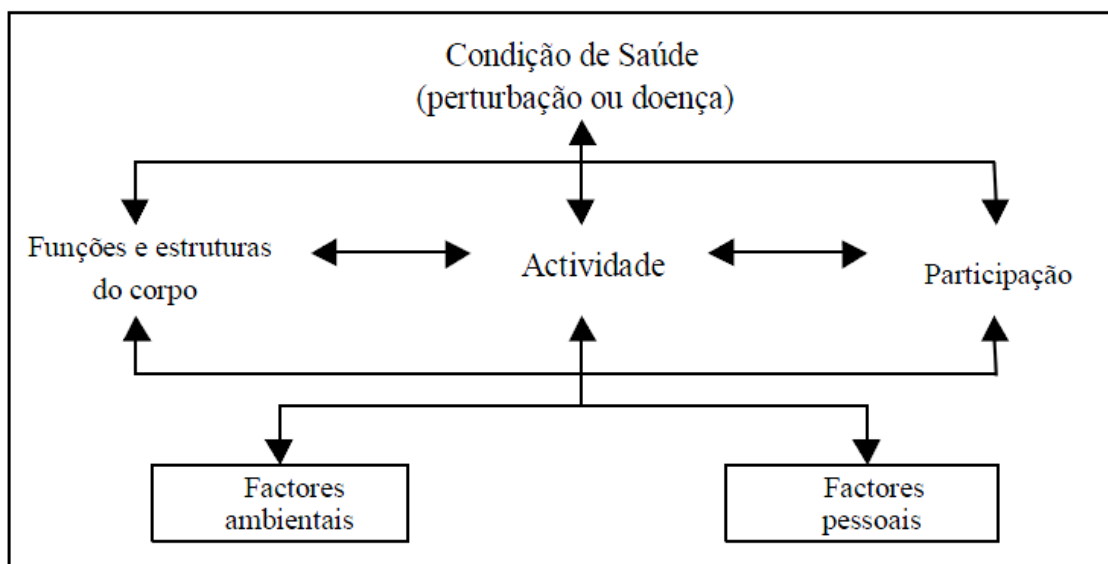 Condição de Saúde
(perturbação ou doença)
Funções e estruturas
do corpo
Actividade
Participação
Factores
ambientais
Factores
pessoais